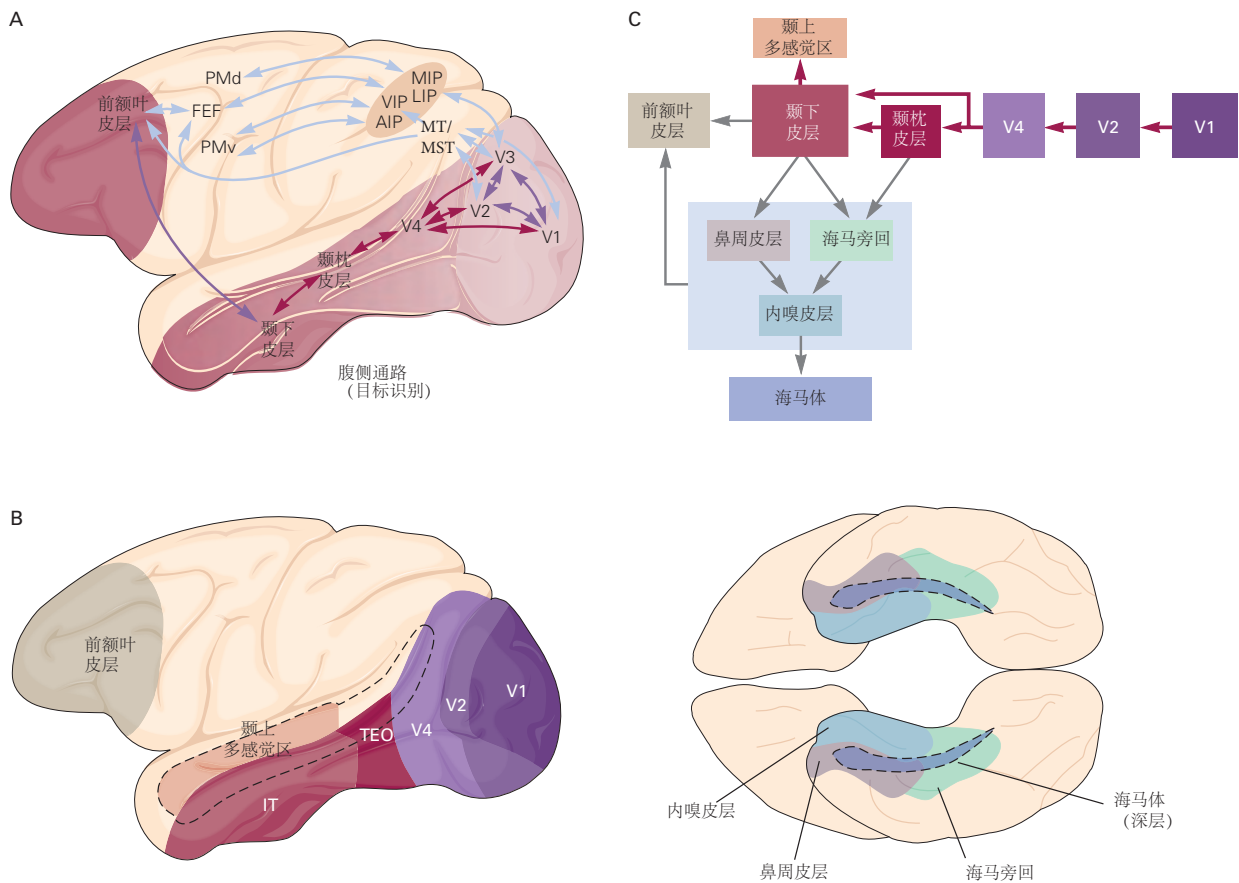 A
PMd
前额叶
皮层
FEF
PMv
MIP
LIP
VIP
AIP
MT/
MST
V3
V2
V4
V1
颞枕
皮层
颞下
皮层
腹侧通路
(目标识别)
C
颞上
多感觉区
前额叶
皮层
颞下
皮层
颞枕
皮层
V4
V2
V1
鼻周皮层
海马旁回
内嗅皮层
海马体
B
前额叶
皮层
颞上
多感觉区
TEO
IT
V4
V2
V1
内嗅皮层
鼻周皮层
海马旁回
海马体
(深层)